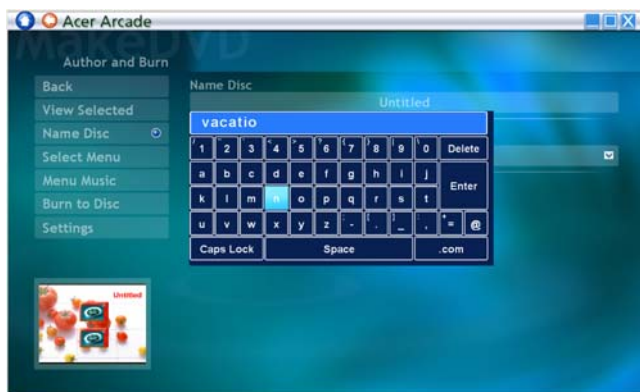 Acer Arcade
MakeDVD
Author and Burn
Back
View Selected
Name Disc
Select Menu
Menu Music
Burn to Disc
Settings
Name Disc
Untitled
vacatio
1 2 3 4 5 6 7 8 9 0 Delete
a b c d e f g h i j
Enter
k l m n o p q r s t
u v w x y z : - . _ , = @
Caps Lock Space .com
Untitled